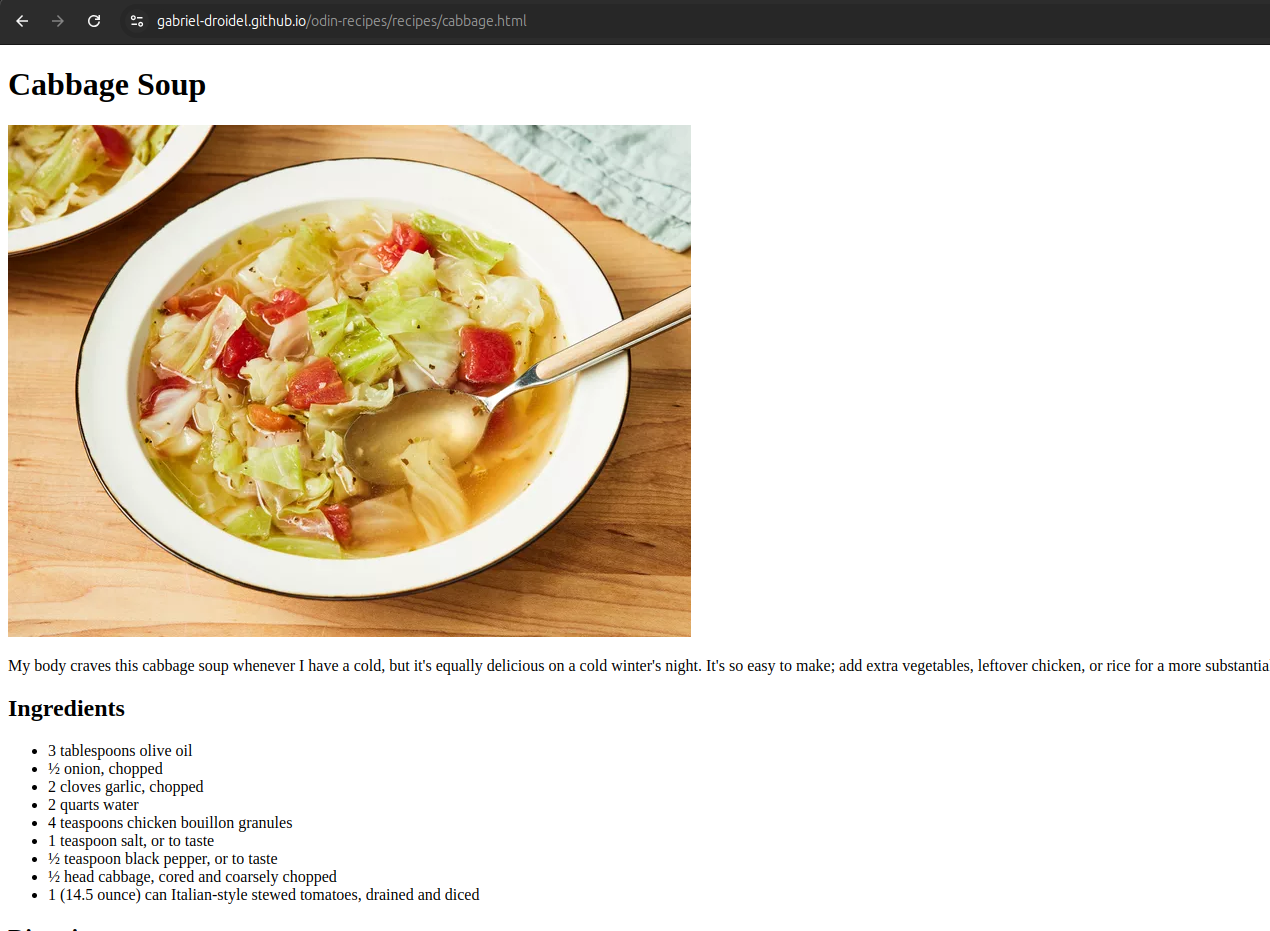 gabriel-droidel.github.io/odin-recipes/recipes/cabbage.html
Cabbage Soup
My body craves this cabbage soup whenever I have a cold, but it's equally delicious on a cold winter's night. It's so easy to make; add extra vegetables, leftover chicken, or rice for a more substantia
Ingredients
3 tablespoons olive oil
½ onion, chopped
2 cloves garlic, chopped
2 quarts water
4 teaspoons chicken bouillon granules
1 teaspoon salt, or to taste
½ teaspoon black pepper, or to taste
½ head cabbage, cored and coarsely chopped
1 (14.5 ounce) can Italian-style stewed tomatoes, drained and diced